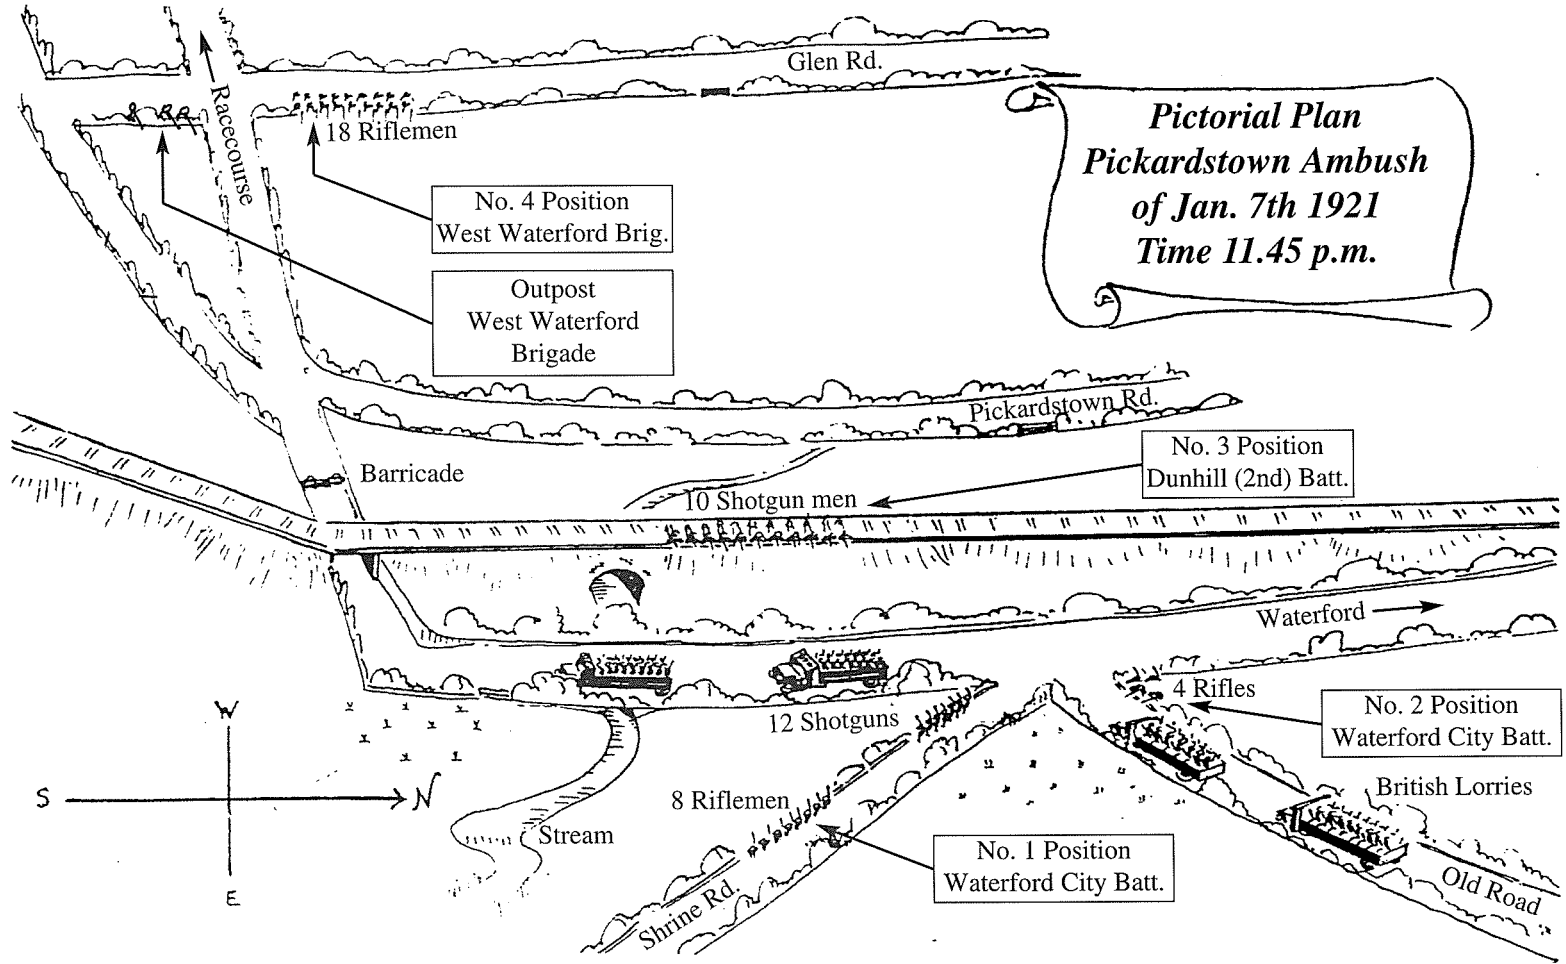 Glen Rd.
Racecourse
18 Riflemen
Pictorial Plan
Pickardstown Ambush
of Jan. 7th 1921
Time 11.45 p.m.
No. 4 Position
West Waterford Brig.
Outpost
West Waterford
Brigade
Pickardstown Rd.
Barricade
No. 3 Position
Dunhill (2nd) Batt.
10 Shotgun men
Waterford
4 Rifles
No. 2 Position
Waterford City Batt.
12 Shotguns
W
S
N
E
8 Riflemen
British Lorries
Stream
No. 1 Position
Waterford City Batt.
Shrine Rd.
Old Road